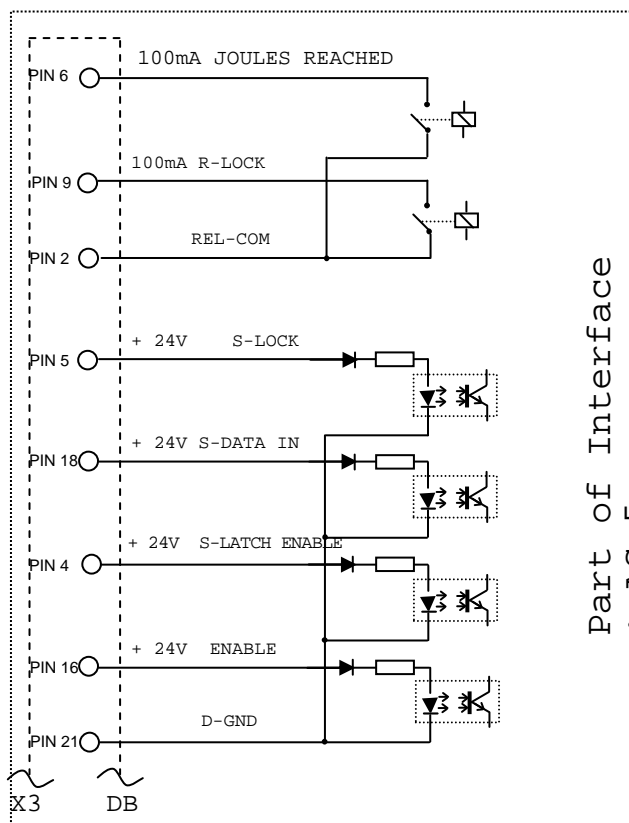 PIN 6
100mA JOULES REACHED
PIN 9
100mA R-LOCK
PIN 2
REL-COM
PIN 5
+ 24V S-LOCK
PIN 18
+ 24V S-DATA IN
PIN 4
+ 24V S-LATCH ENABLE
PIN 16
+ 24V ENABLE
PIN 21
D-GND
X3
DB
Part of Interface